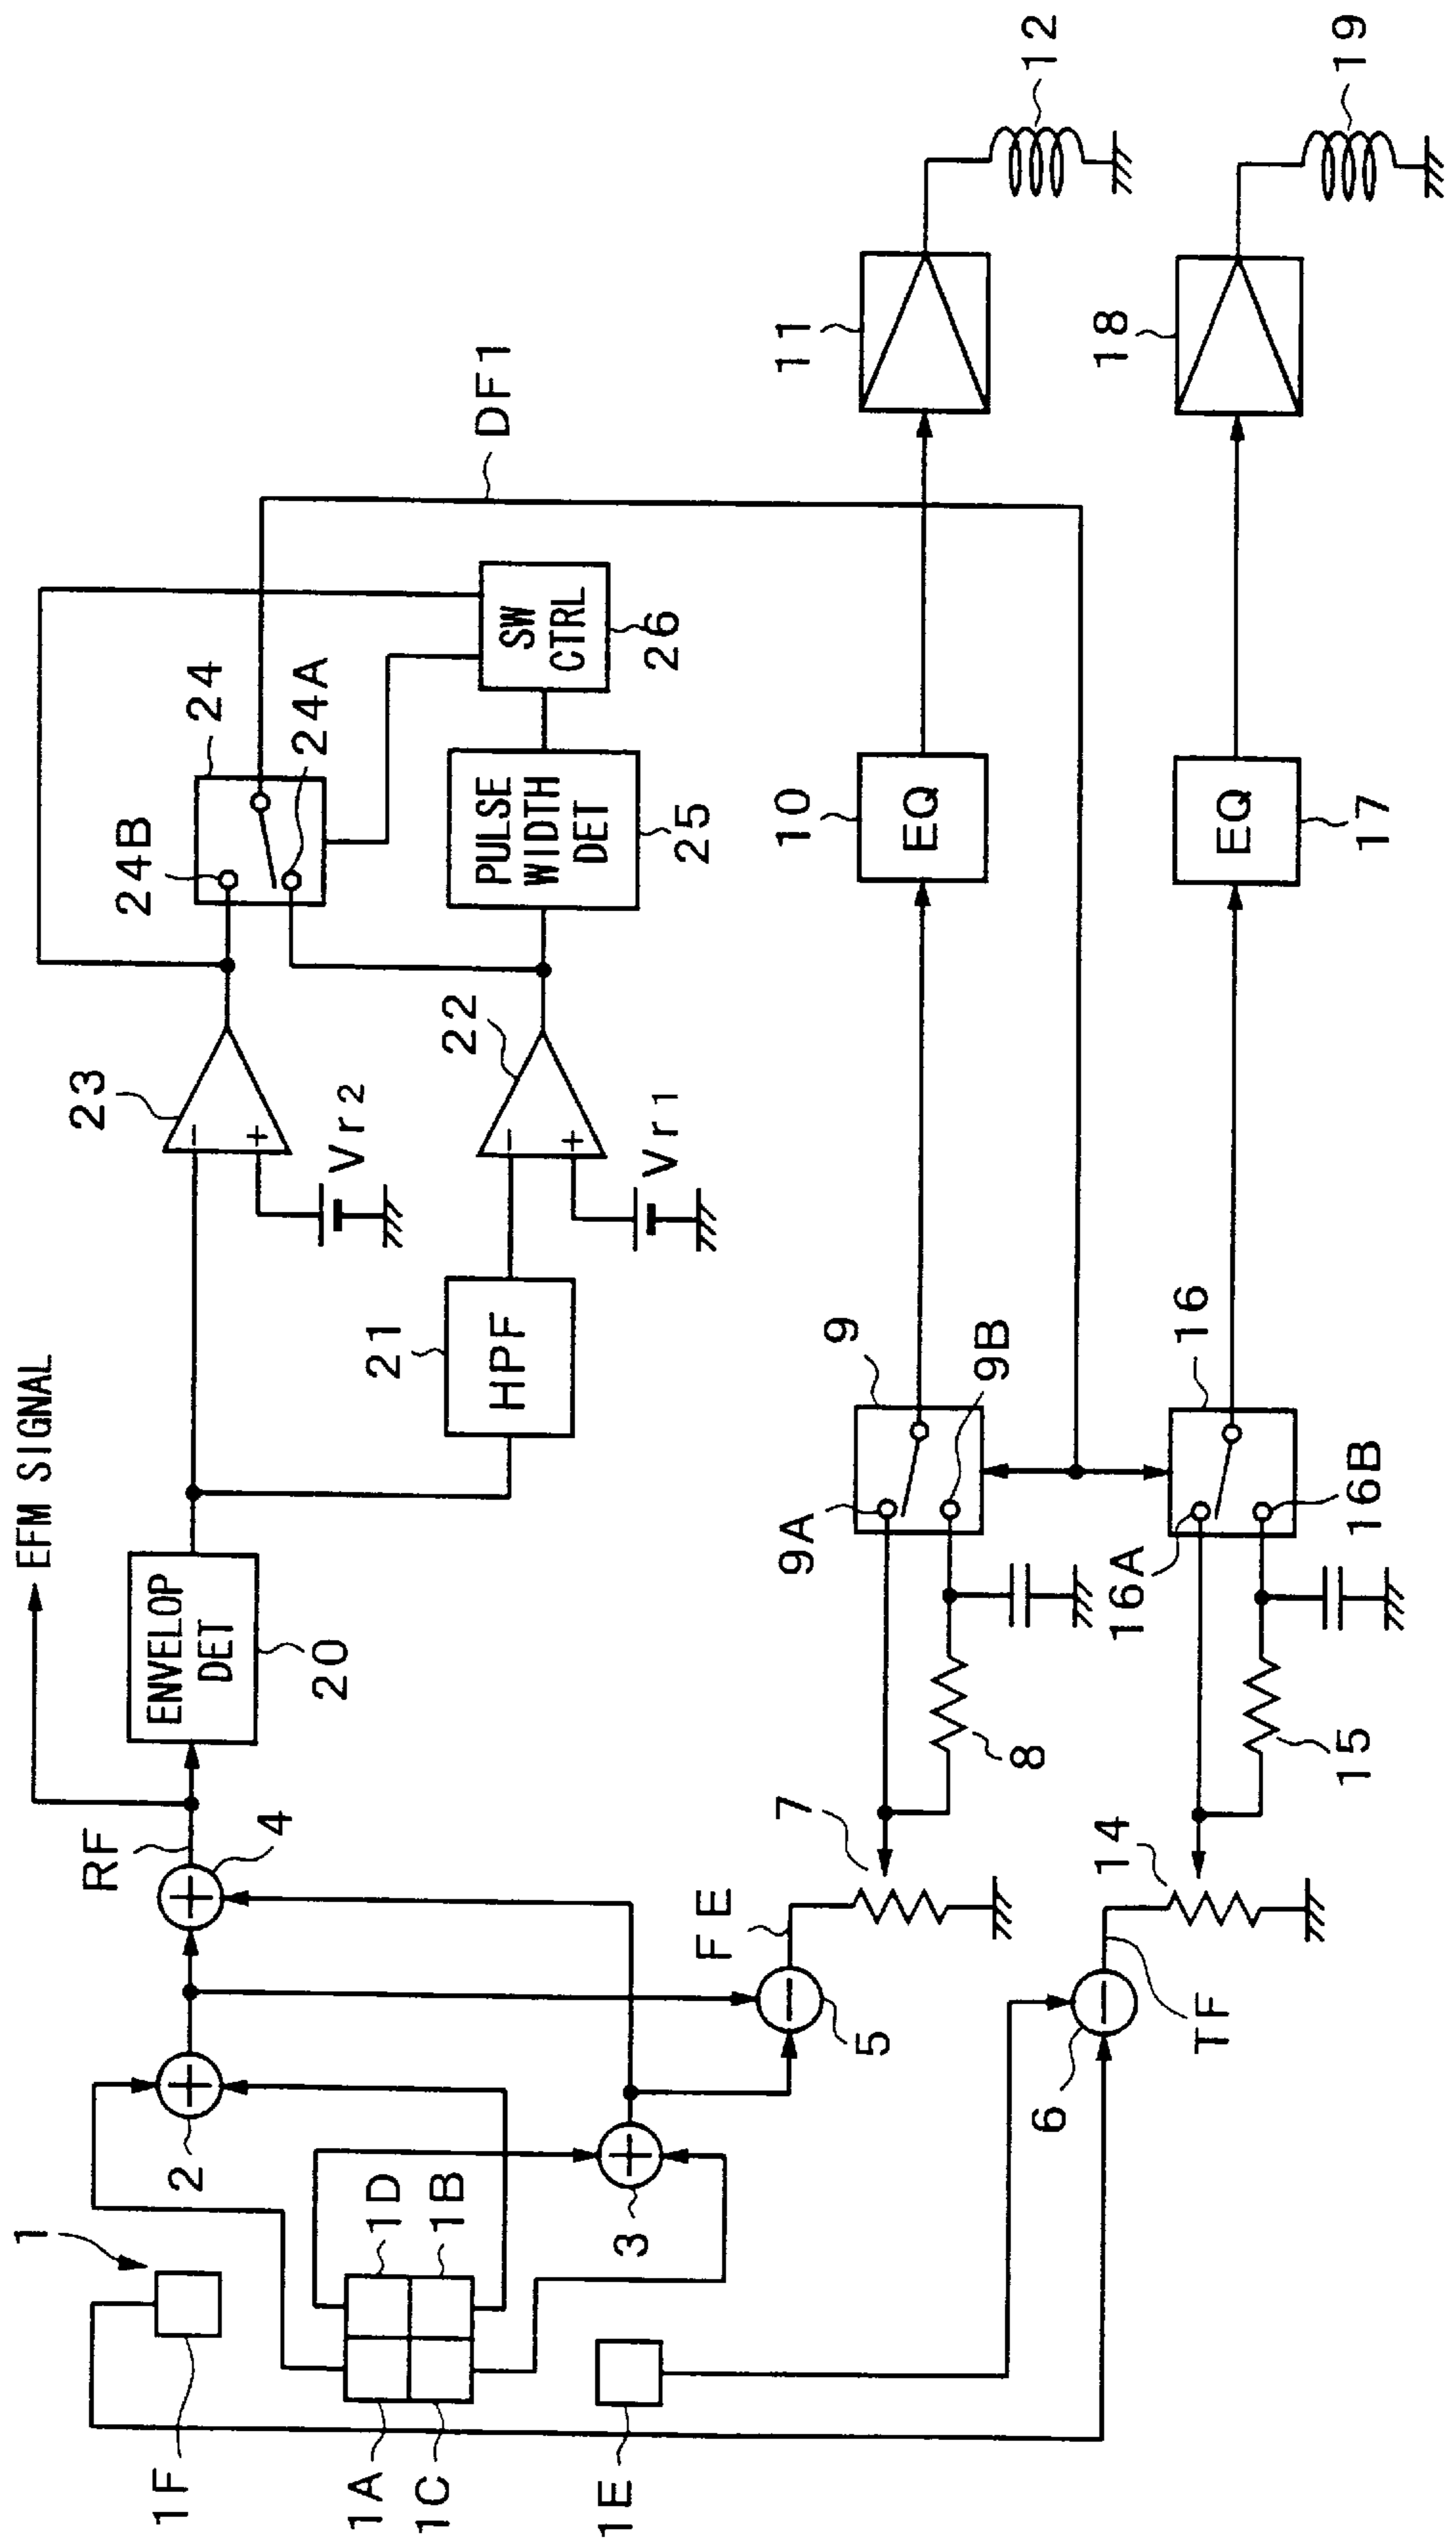 1
1F
1A
1C
1D
1B
1E
2
3
RF
4
EFM SIGNAL
ENVELOP
DET
20
21
HPF
23
-
+
Vr2
22
-
+
Vr1
24B
24
24A
PULSE
WIDTH
DET
25
SW
CTRL
26
DF1
FE
5
7
8
9A
9
9B
10
EQ
11
12
6
TF
14
15
16A
16
16B
EQ
17
18
19